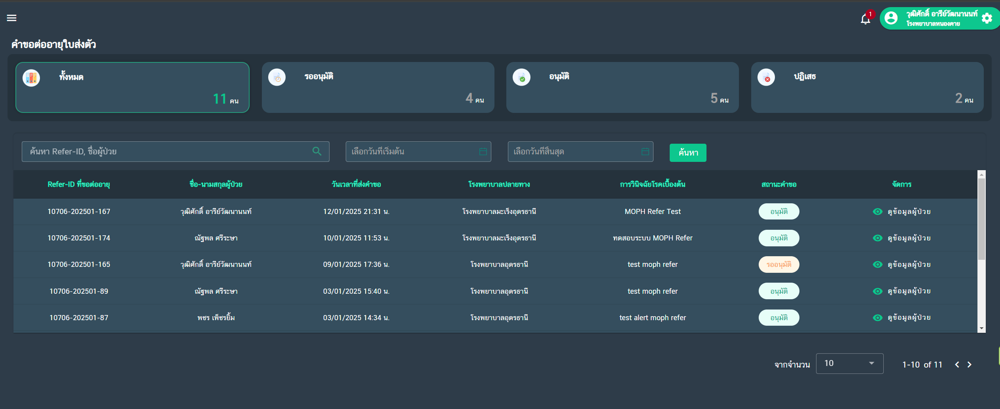 1
วุฒิศักดิ์ อารีย์วัฒนานนท์
โรงพยาบาลหนองคาย
คำขอต่ออายุใบส่งตัว
ทั้งหมด
11 คน
รออนุมัติ
4 คน
อนุมัติ
5 คน
ปฏิเสธ
2 คน
ค้นหา Refer-ID, ชื่อผู้ป่วย
เลือกวันที่เริ่มต้น
เลือกวันที่สิ้นสุด
ค้นหา
Refer-ID ที่ขอต่ออายุ ชื่อ-นามสกุลผู้ป่วย วันเวลาที่ส่งคำขอ โรงพยาบาลปลายทาง การวินิจฉัยโรคเบื้องต้น สถานะคำขอ จัดการ
10706-202501-167 วุฒิศักดิ์ อารีย์วัฒนานนท์ 12/01/2025 21:31 น. โรงพยาบาลมะเร็งอุดรธานี MOPH Refer Test อนุมัติ ดูข้อมูลผู้ป่วย
10706-202501-174 ณัฐพล ศรีระษา 10/01/2025 11:53 น. โรงพยาบาลมะเร็งอุดรธานี ทดสอบระบบ MOPH Refer อนุมัติ ดูข้อมูลผู้ป่วย
10706-202501-165 วุฒิศักดิ์ อารีย์วัฒนานนท์ 09/01/2025 17:36 น. โรงพยาบาลอุดรธานี test moph refer รออนุมัติ ดูข้อมูลผู้ป่วย
10706-202501-89 ณัฐพล ศรีระษา 03/01/2025 15:40 น. โรงพยาบาลอุดรธานี test moph refer อนุมัติ ดูข้อมูลผู้ป่วย
10706-202501-87 พชร เพ็ชรยิ้ม 03/01/2025 14:34 น. โรงพยาบาลอุดรธานี test alert moph refer อนุมัติ ดูข้อมูลผู้ป่วย
จากจำนวน 10 1-10 of 11